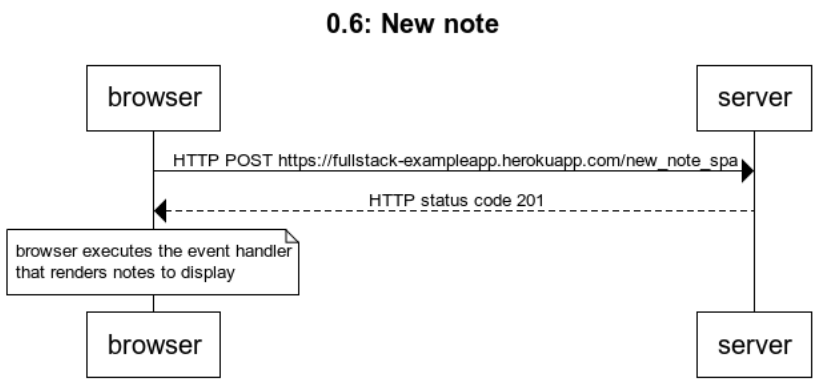 0.6: New note
browser
server
HTTP POST https://fullstack-exampleapp.herokuapp.com/new_note_spa
HTTP status code 201
browser executes the event handler
that renders notes to display
browser
server